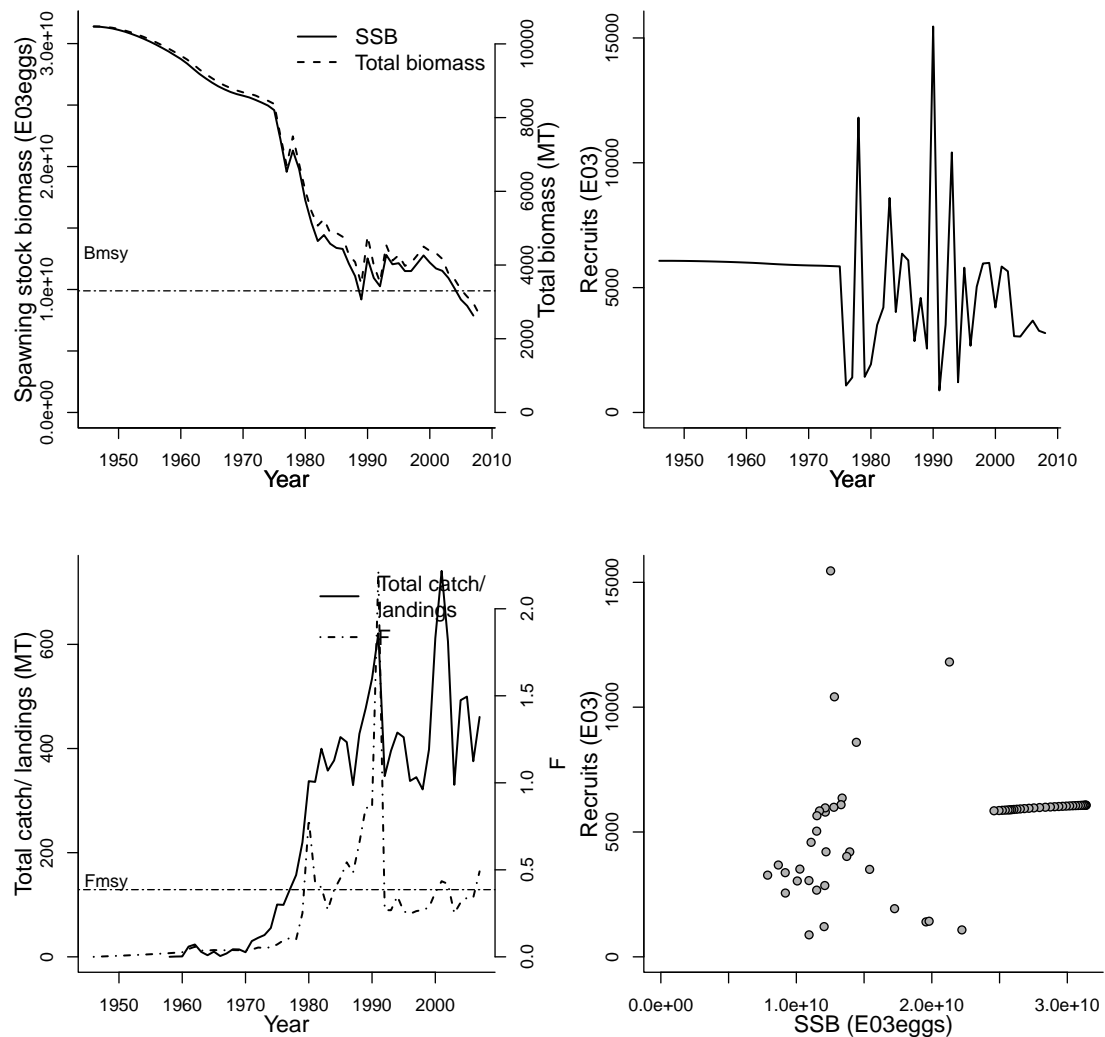 SSB
Total biomass
Spawning stock biomass (E03eggs)
0.0e+00
1.0e+10
2.0e+10
3.0e+10
Bmsy
Total biomass (MT)
0
2000
4000
6000
8000
10000
1950 1960 1970 1980 1990 2000 2010
Year
Recruits (E03)
0
5000
10000
15000
1950 1960 1970 1980 1990 2000 2010
Year
Total catch/
landings
F
Total catch/ landings (MT)
0
200
400
600
Fmsy
F
0.0
0.5
1.0
1.5
2.0
1950 1960 1970 1980 1990 2000
Year
Recruits (E03)
0
5000
10000
15000
0.0e+00 1.0e+10 2.0e+10 3.0e+10
SSB (E03eggs)